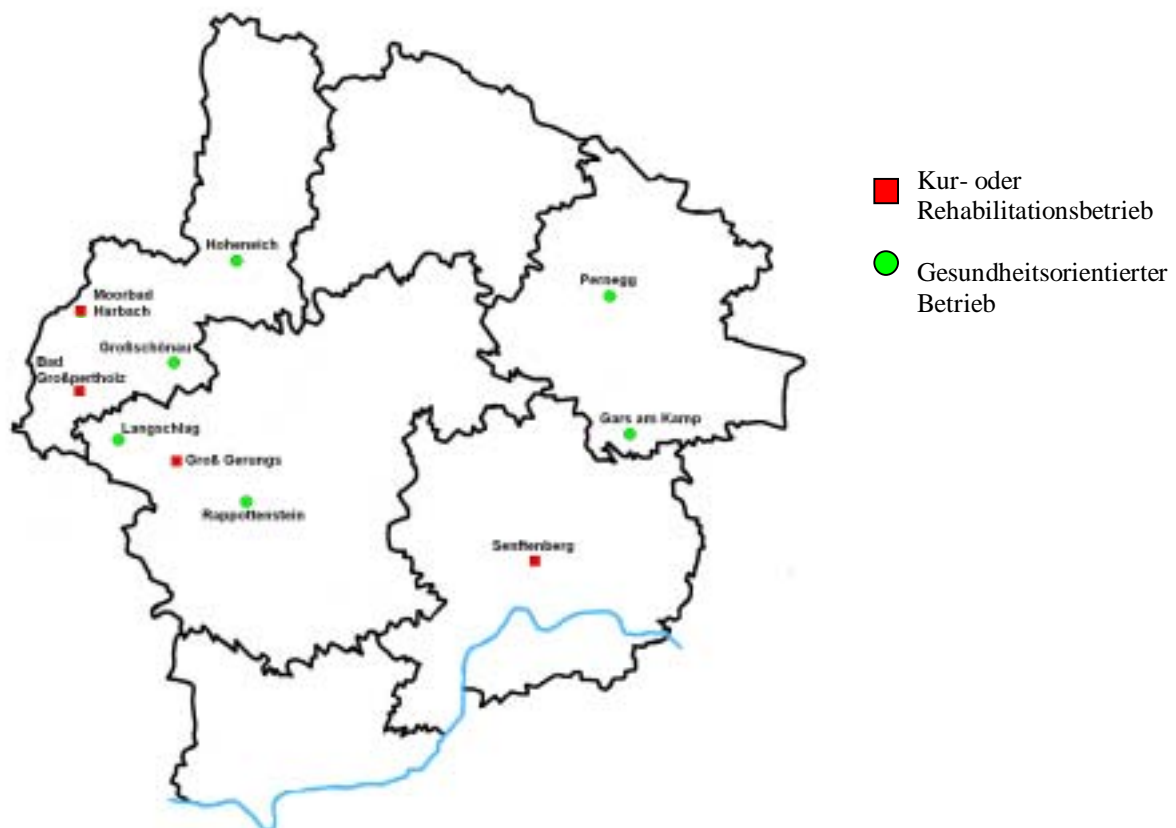 Hoheneich
Moorbad
Harbach
Großschönau
Bad
Großpertholz
Langschlag
Groß Gerungs
Rappottenstein
Pernegg
Gars am Kamp
Senftenberg
Kur- oder
Rehabilitationsbetrieb
Gesundheitsorientierter
Betrieb